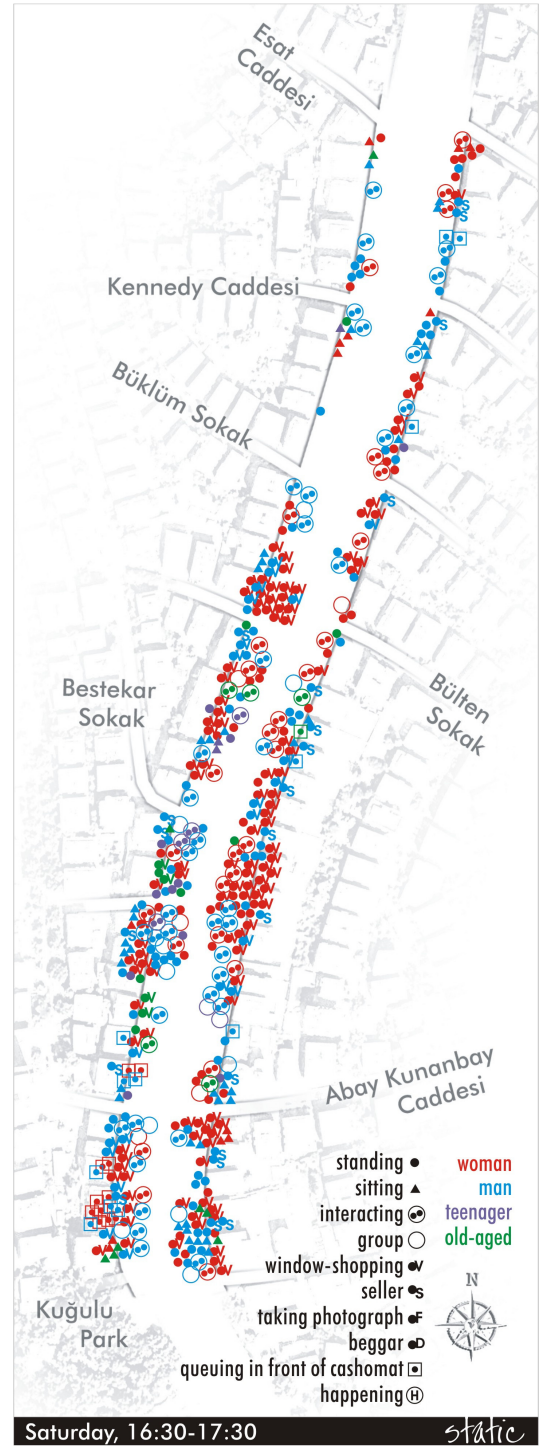 Esat
Caddesi
Kennedy Caddesi
Büklüm Sokak
Bestekar
Sokak
Bülten
Sokak
Abay Kunanbay
Caddesi
Kuğulu
Park
standing
sitting
interacting
group
window-shopping V
seller S
taking photograph F
beggar D
queuing in front of cashomat
happening H
woman
man
teenager
old-aged
N
Saturday, 16:30-17:30
static